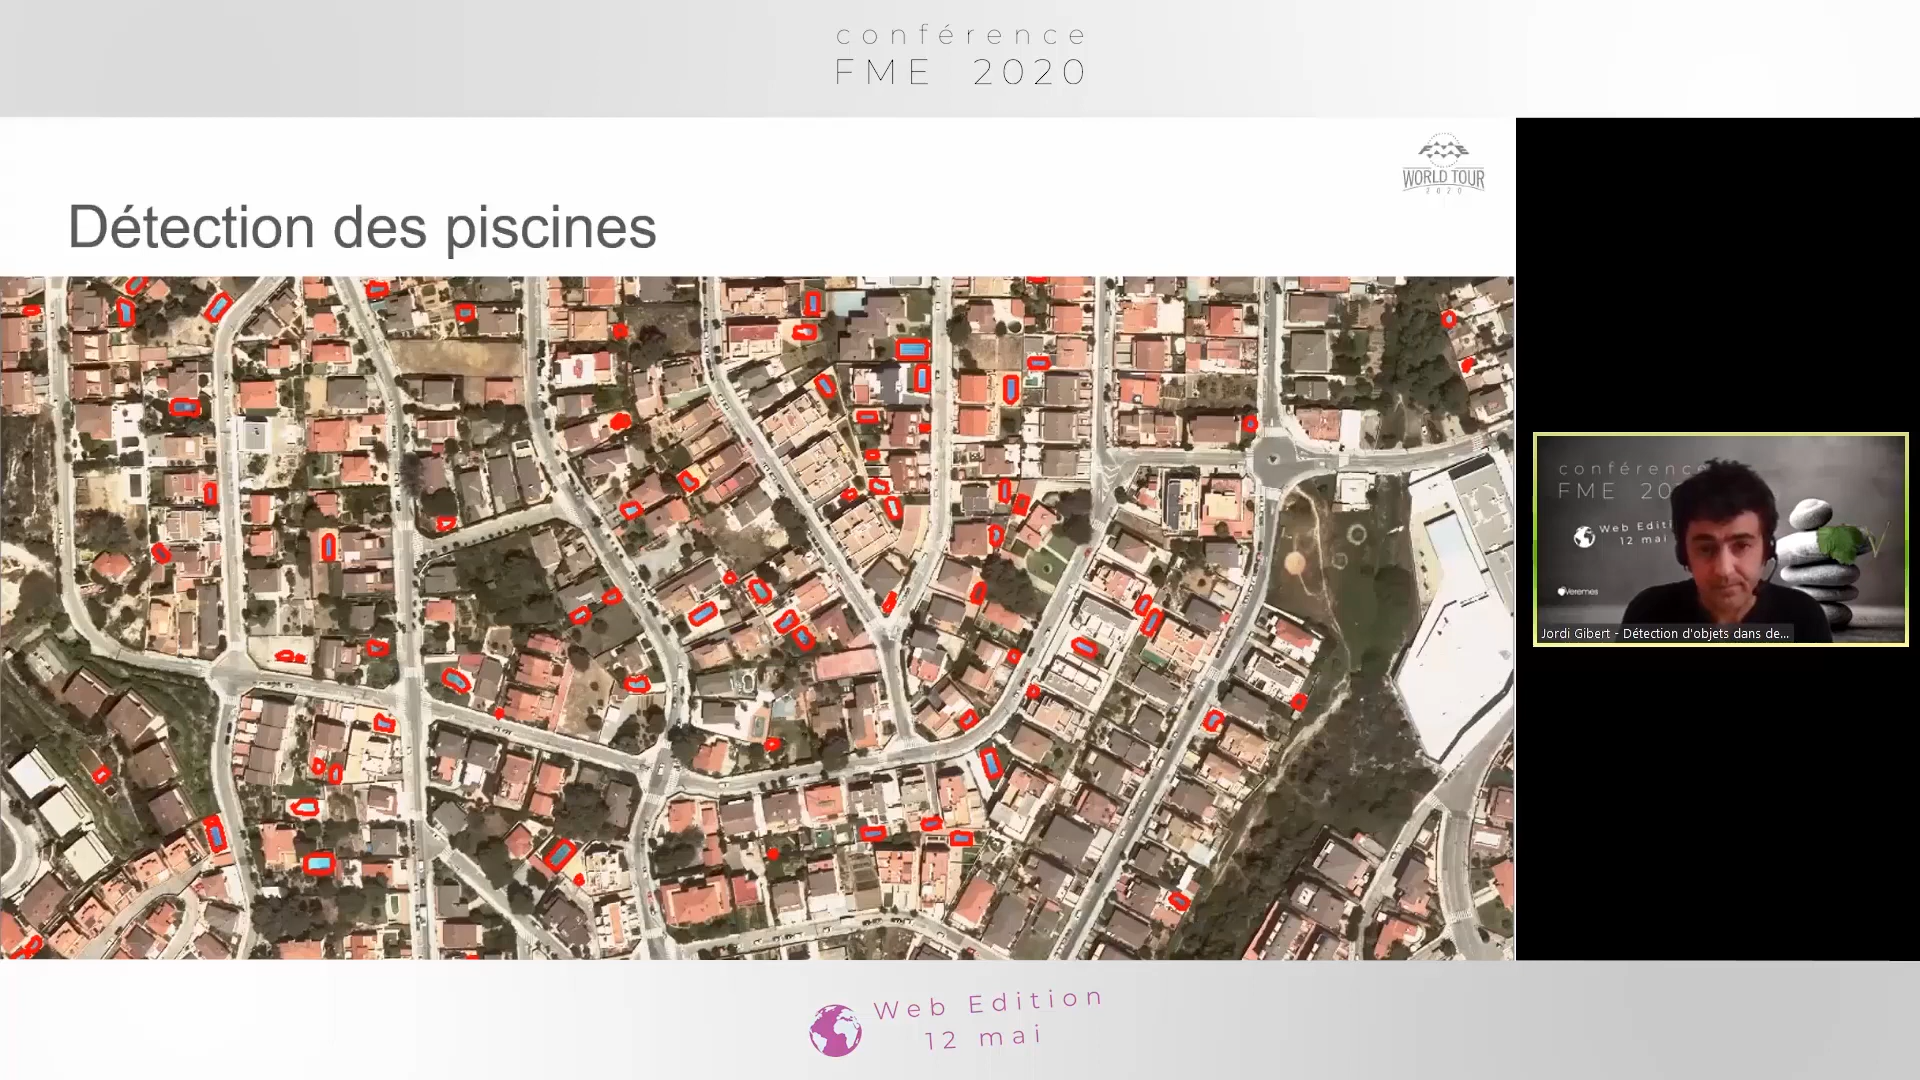 conférence
FME 2020
WORLD TOUR
2020
Détection des piscines
conférence
FME 20
Web Editi
12 mai
Veremes
Jordi Gibert - Détection d'objets dans de...
Web Edition
12 mai